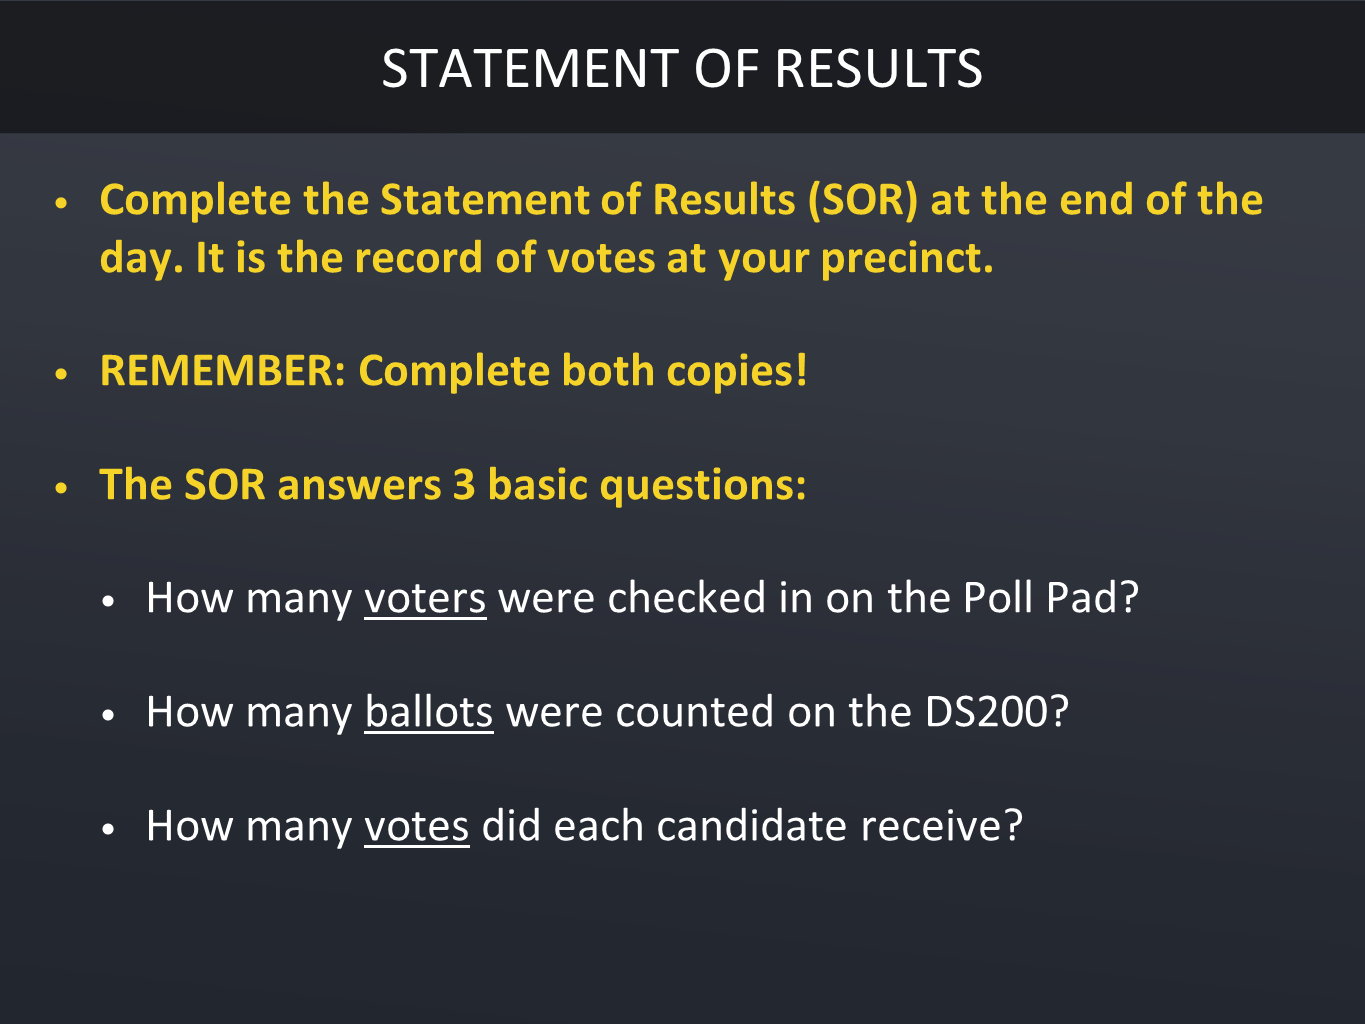 STATEMENT OF RESULTS
• Complete the Statement of Results (SOR) at the end of the
day. It is the record of votes at your precinct.
• REMEMBER: Complete both copies!
• The SOR answers 3 basic questions:
• How many voters were checked in on the Poll Pad?
• How many ballots were counted on the DS200?
• How many votes did each candidate receive?